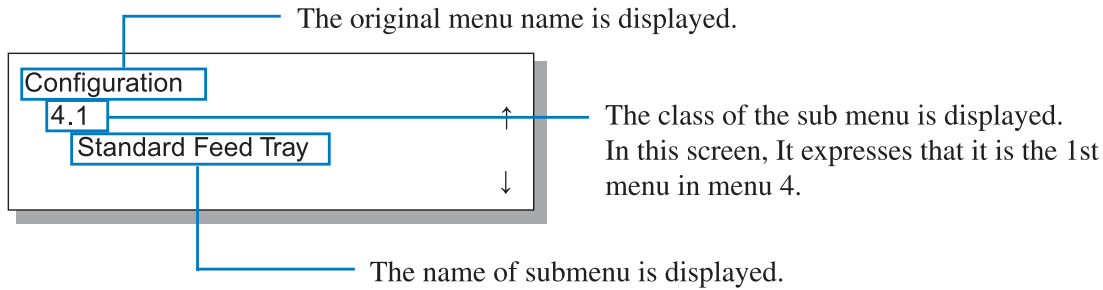 The original menu name is displayed.
Configuration
4.1
↑
The class of the sub menu is displayed.
In this screen, It expresses that it is the 1st
menu in menu 4.
Standard Feed Tray
↓
The name of submenu is displayed.